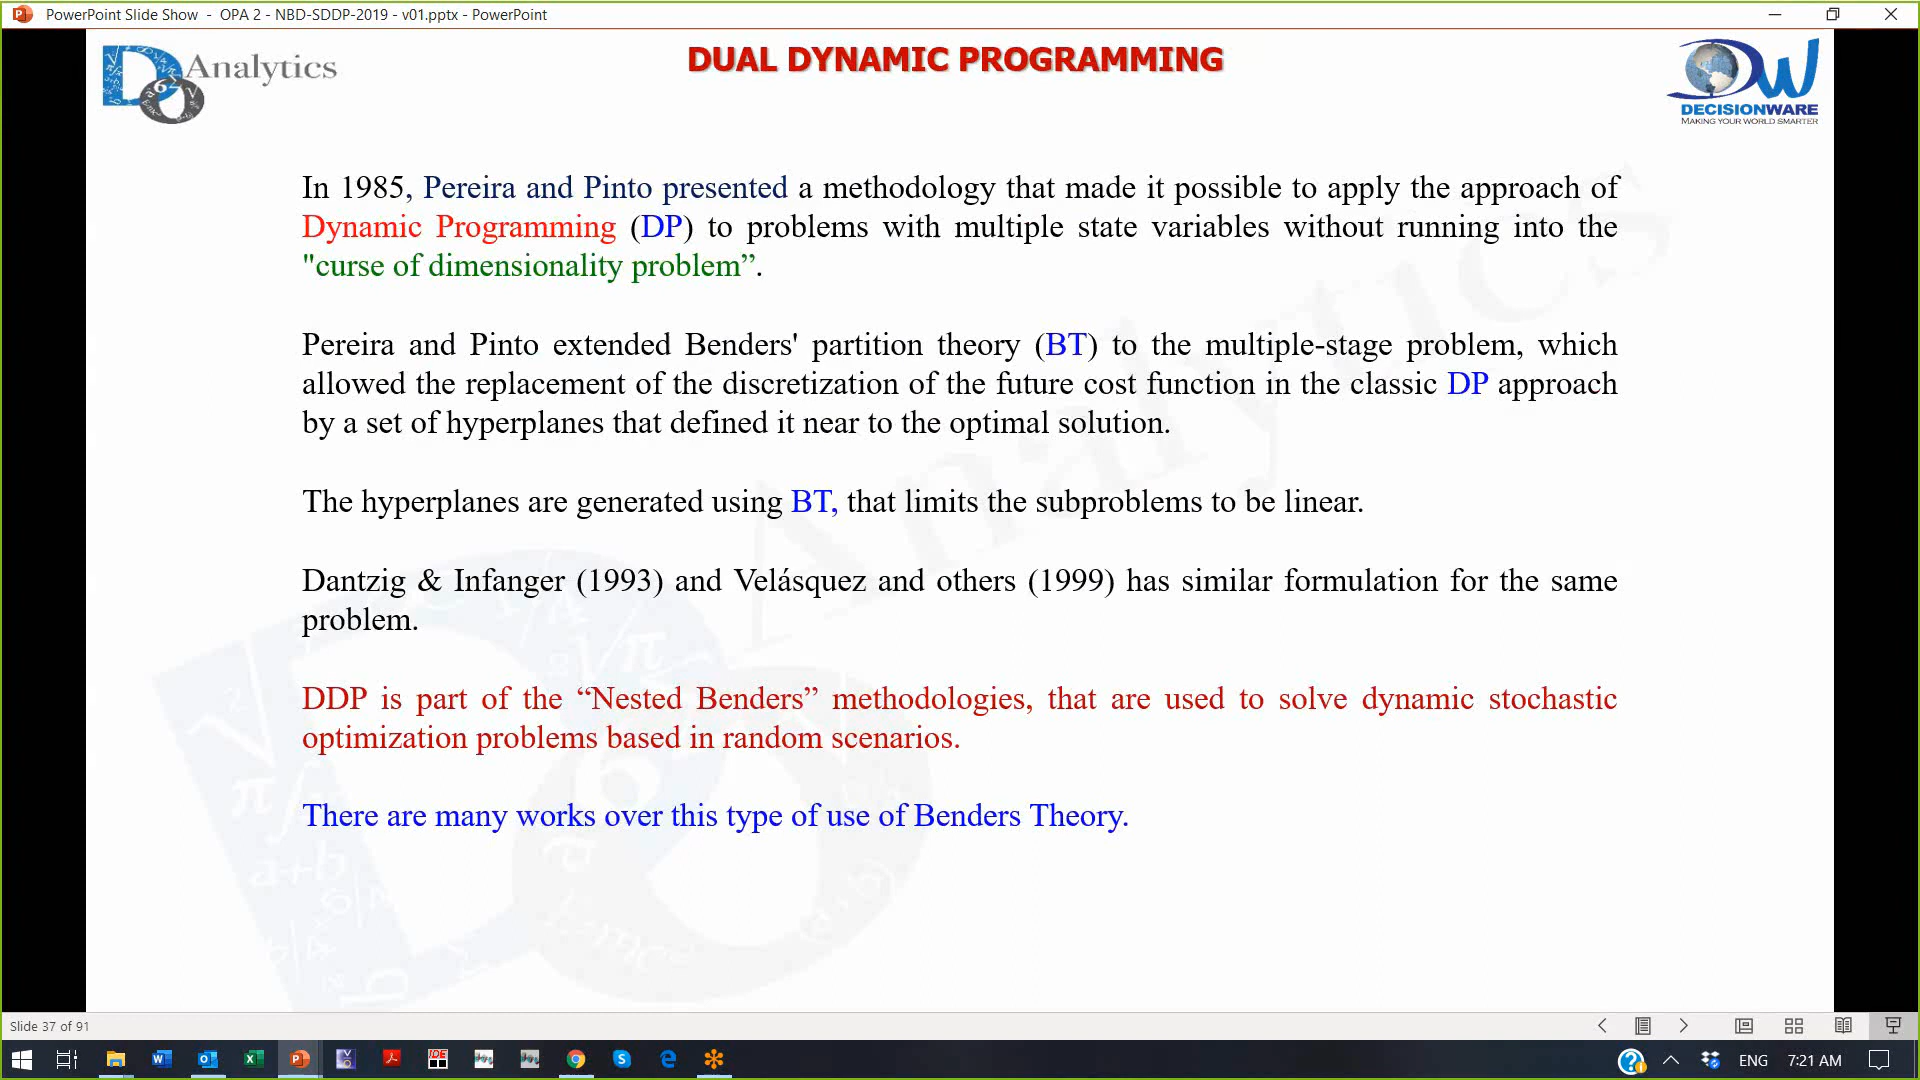 PowerPoint Slide Show - OPA 2 - NBD-SDDP-2019 - v01.pptx - PowerPoint
Analytics
DUAL DYNAMIC PROGRAMMING
DW
DECISIONWARE
MAKING YOUR WORLD SMARTER
In 1985, Pereira and Pinto presented a methodology that made it possible to apply the approach of
Dynamic Programming (DP) to problems with multiple state variables without running into the
"curse of dimensionality problem”.
Pereira and Pinto extended Benders' partition theory (BT) to the multiple-stage problem, which
allowed the replacement of the discretization of the future cost function in the classic DP approach
by a set of hyperplanes that defined it near to the optimal solution.
The hyperplanes are generated using BT, that limits the subproblems to be linear.
Dantzig & Infanger (1993) and Velásquez and others (1999) has similar formulation for the same
problem.
DDP is part of the “Nested Benders” methodologies, that are used to solve dynamic stochastic
optimization problems based in random scenarios.
There are many works over this type of use of Benders Theory.
Analytics
Slide 37 of 91
ENG
7:21 AM